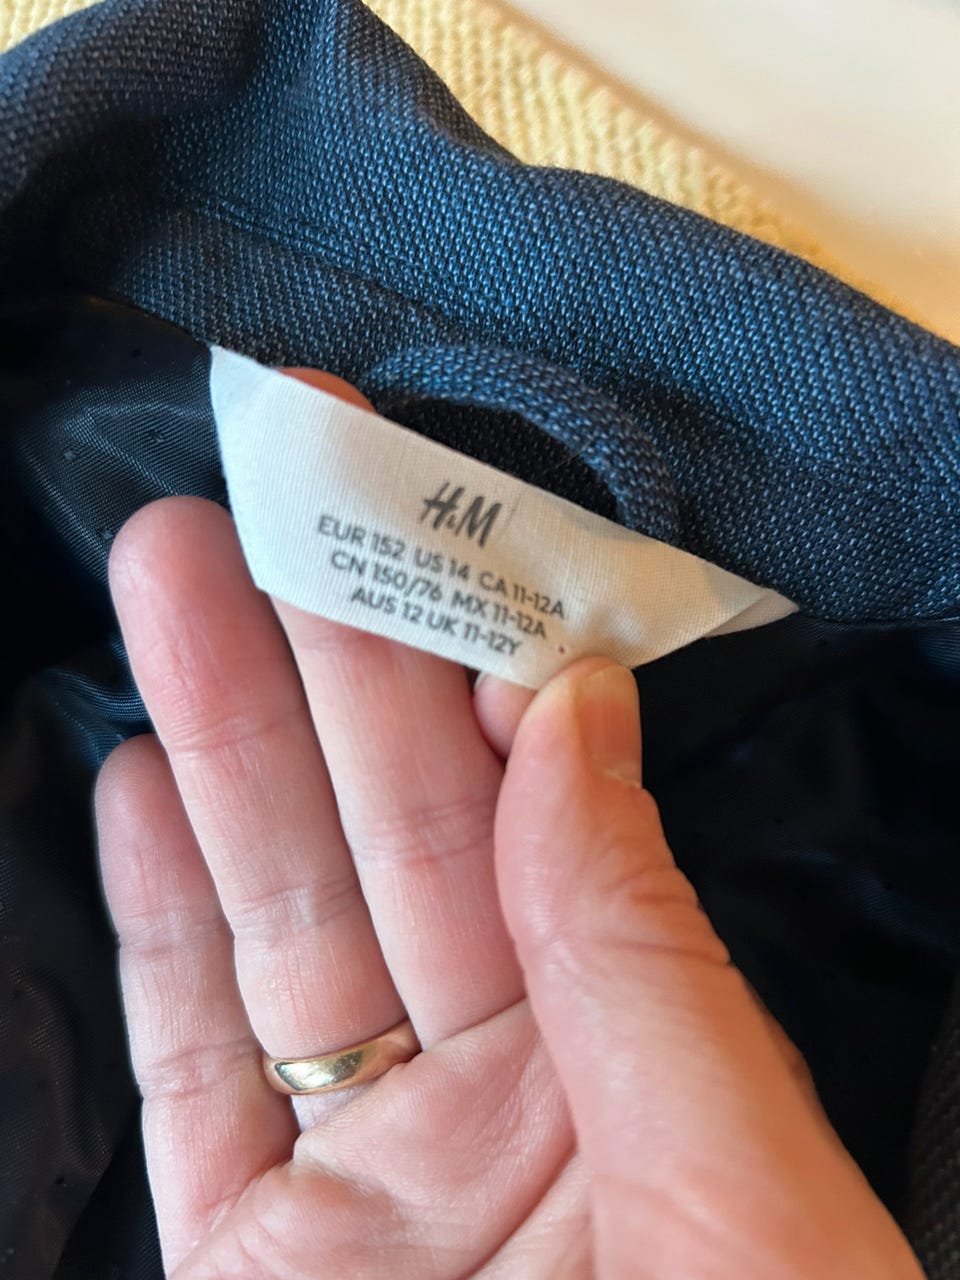 H&M
EUR 152 US 14 CA 11-12A
CN 150/76 MX 11-12A
AUS 12 UK 11-12Y